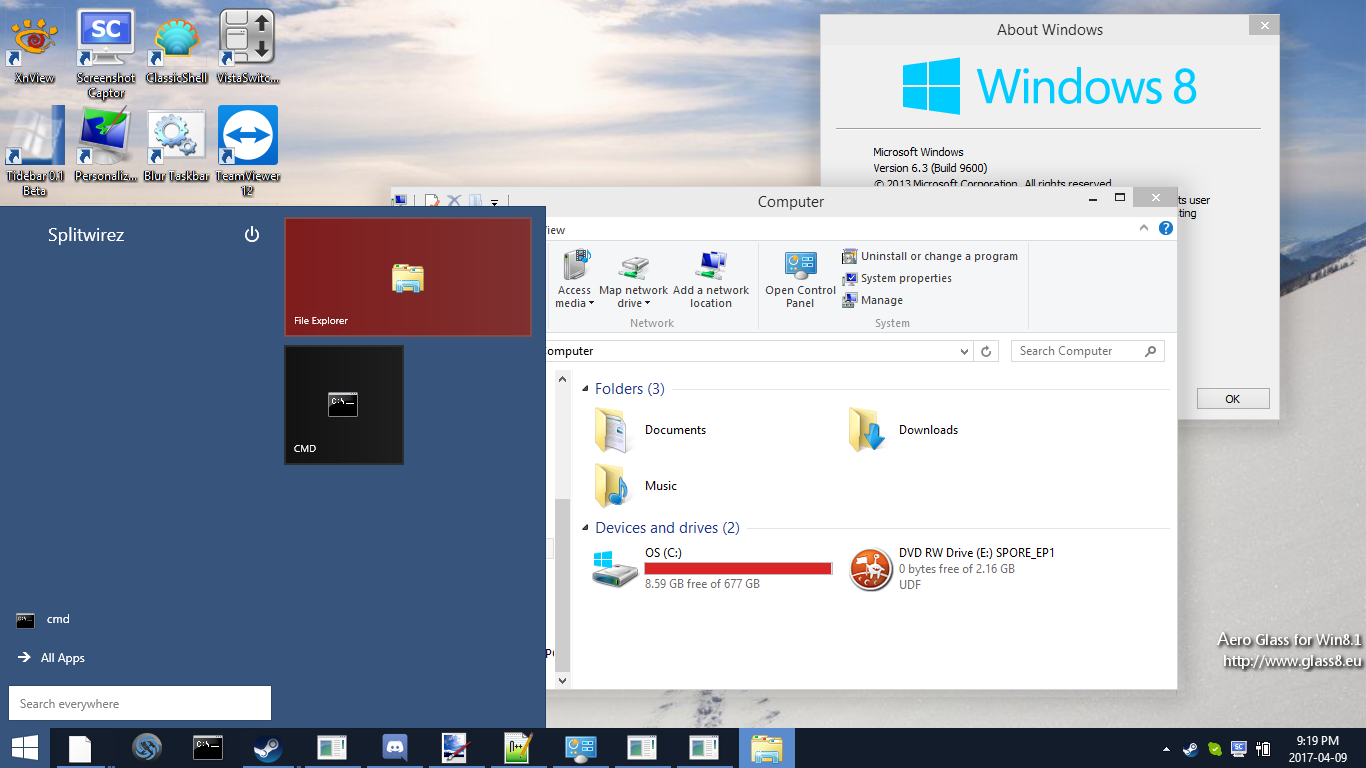 XnView
Screenshot Captor
ClassicShell
VistaSwitc...
Tidebar 0.1 Beta
Personaliz...
Blur Taskbar
TeamViewer 12
SC
About Windows
Windows 8
Microsoft Windows
Version 6.3 (Build 9600)
© 2013 Microsoft Corporation. All rights reserved.
ts user
ting
OK
Computer
View
Access media
Map network drive
Add a network location
Network
Open Control Panel
Uninstall or change a program
System properties
Manage
System
Computer
Search Computer
Folders (3)
Documents
Downloads
Music
Devices and drives (2)
OS (C:)
8.59 GB free of 677 GB
DVD RW Drive (E:) SPORE_EP1
0 bytes free of 2.16 GB
UDF
Splitwirez
File Explorer
C:\
CMD
cmd
All Apps
Search everywhere
Aero Glass for Win8.1
http://www.glass8.eu
9:19 PM
2017-04-09